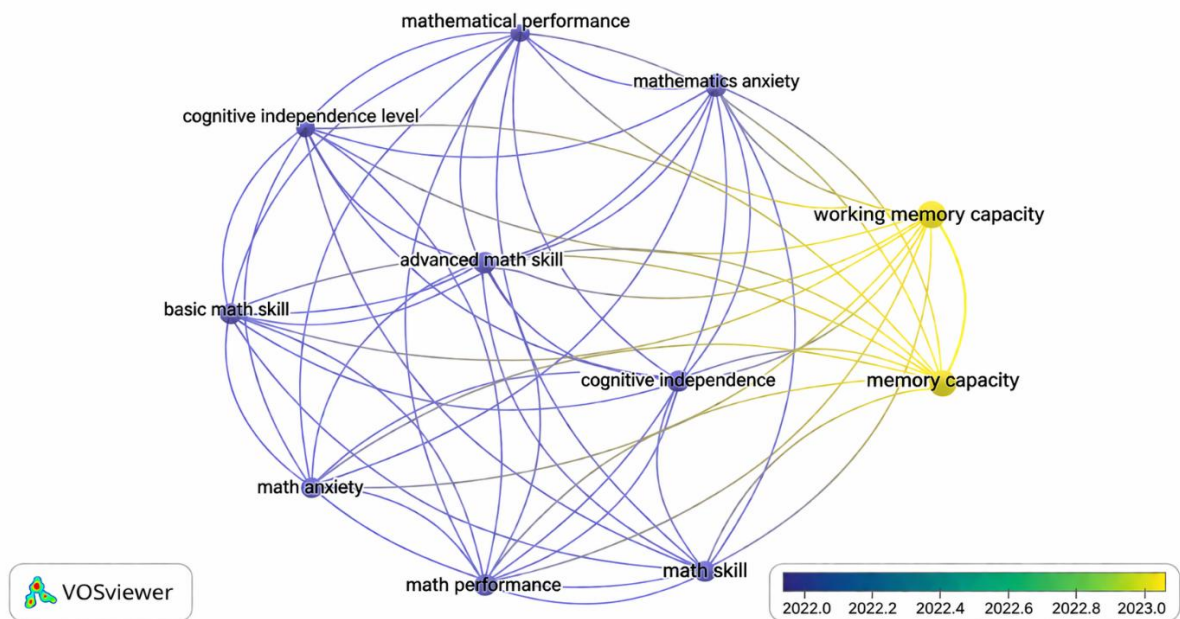 mathematical performance
mathematics anxiety
cognitive independence level
working memory capacity
advanced math skill
basic math skill
cognitive independence
memory capacity
math anxiety
math performance
math skill
VOSviewer
2022.0 2022.2 2022.4 2022.6 2022.8 2023.0